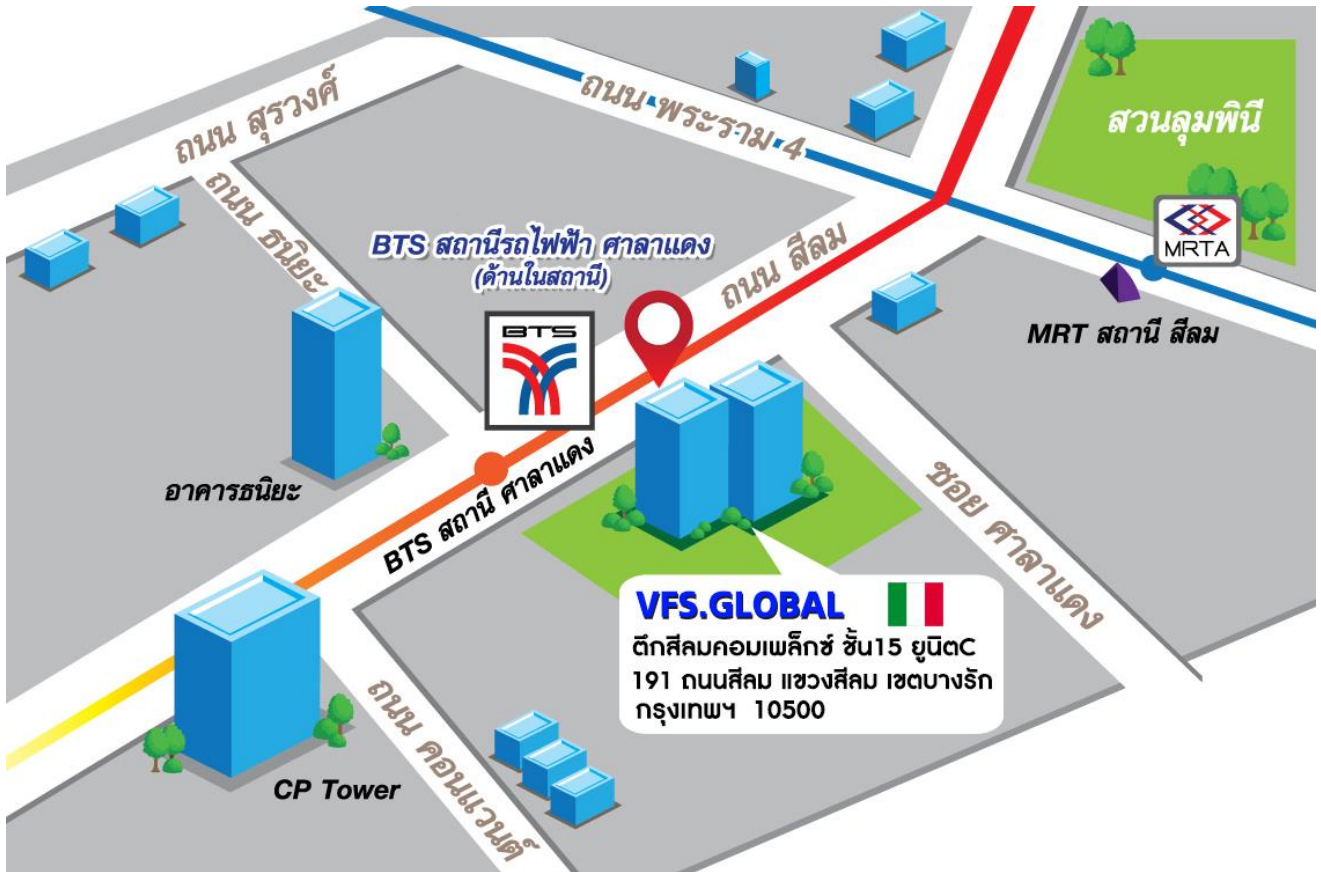 ถนน สุรวงศ์
ถนน พระราม 4
สวนลุมพินี
ถนน ธนิยะ
MRTA
BTS สถานีรถไฟฟ้า ศาลาแดง
(ด้านในสถานี)
ถนน สีลม
BTS
MRT สถานี สีลม
อาคารธนิยะ
BTS สถานี ศาลาแดง
ซอย ศาลาแดง
VFS.GLOBAL
ตึกสีลมคอมเพล็กซ์ ชั้น15 ยูนิตC
191 ถนนสีลม แขวงสีลม เขตบางรัก
กรุงเทพฯ 10500
ถนน คอนแวนต์
CP Tower